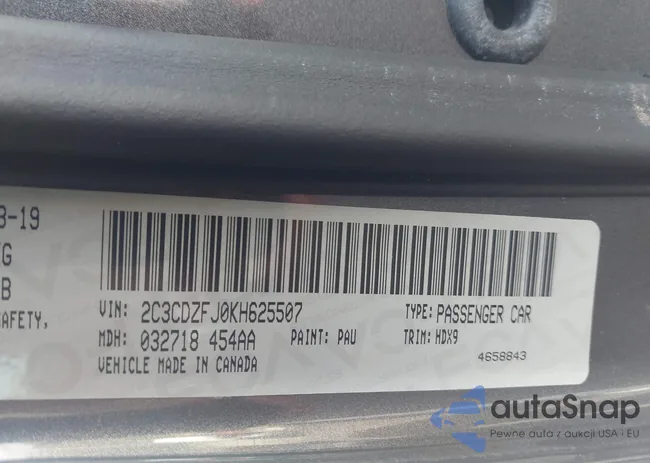 3-19
G
B
AFETY,
VIN: 2C3CDZFJ0KH625507 TYPE: PASSENGER CAR
MDH: 032718 454AA PAINT: PAU TRIM: HDX9
VEHICLE MADE IN CANADA 4658843
autaSnap
Pewne auta z aukcji USA i EU